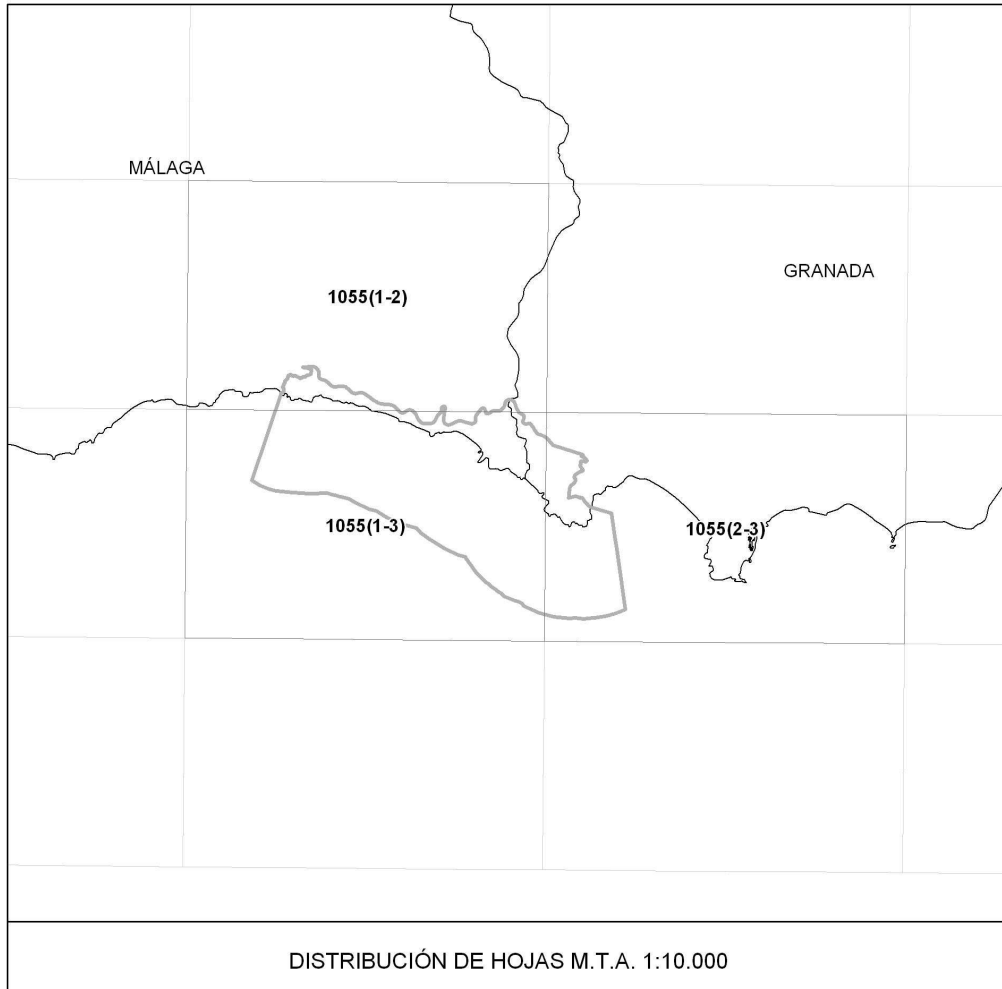 MÁLAGA
GRANADA
1055(1-2)
1055(1-3)
1055(2-3)
DISTRIBUCIÓN DE HOJAS M.T.A. 1:10.000